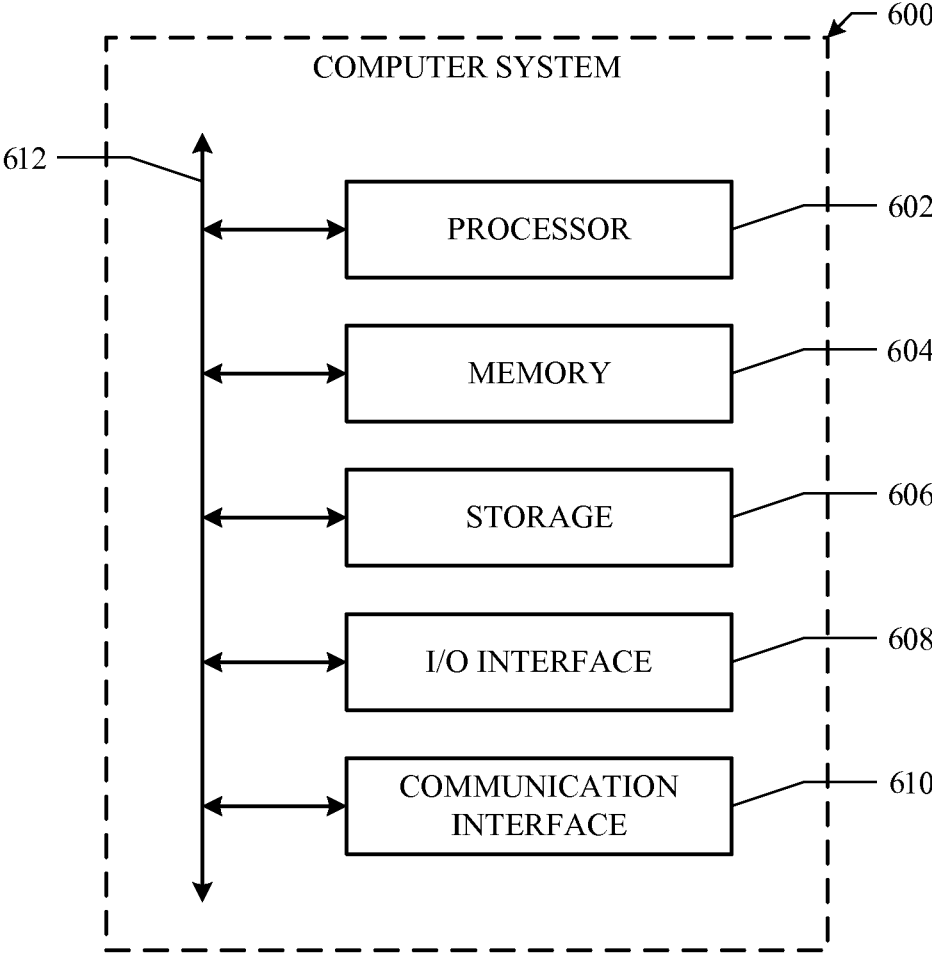 600
COMPUTER SYSTEM
612
PROCESSOR
602
MEMORY
604
STORAGE
606
I/O INTERFACE
608
COMMUNICATION
INTERFACE
610